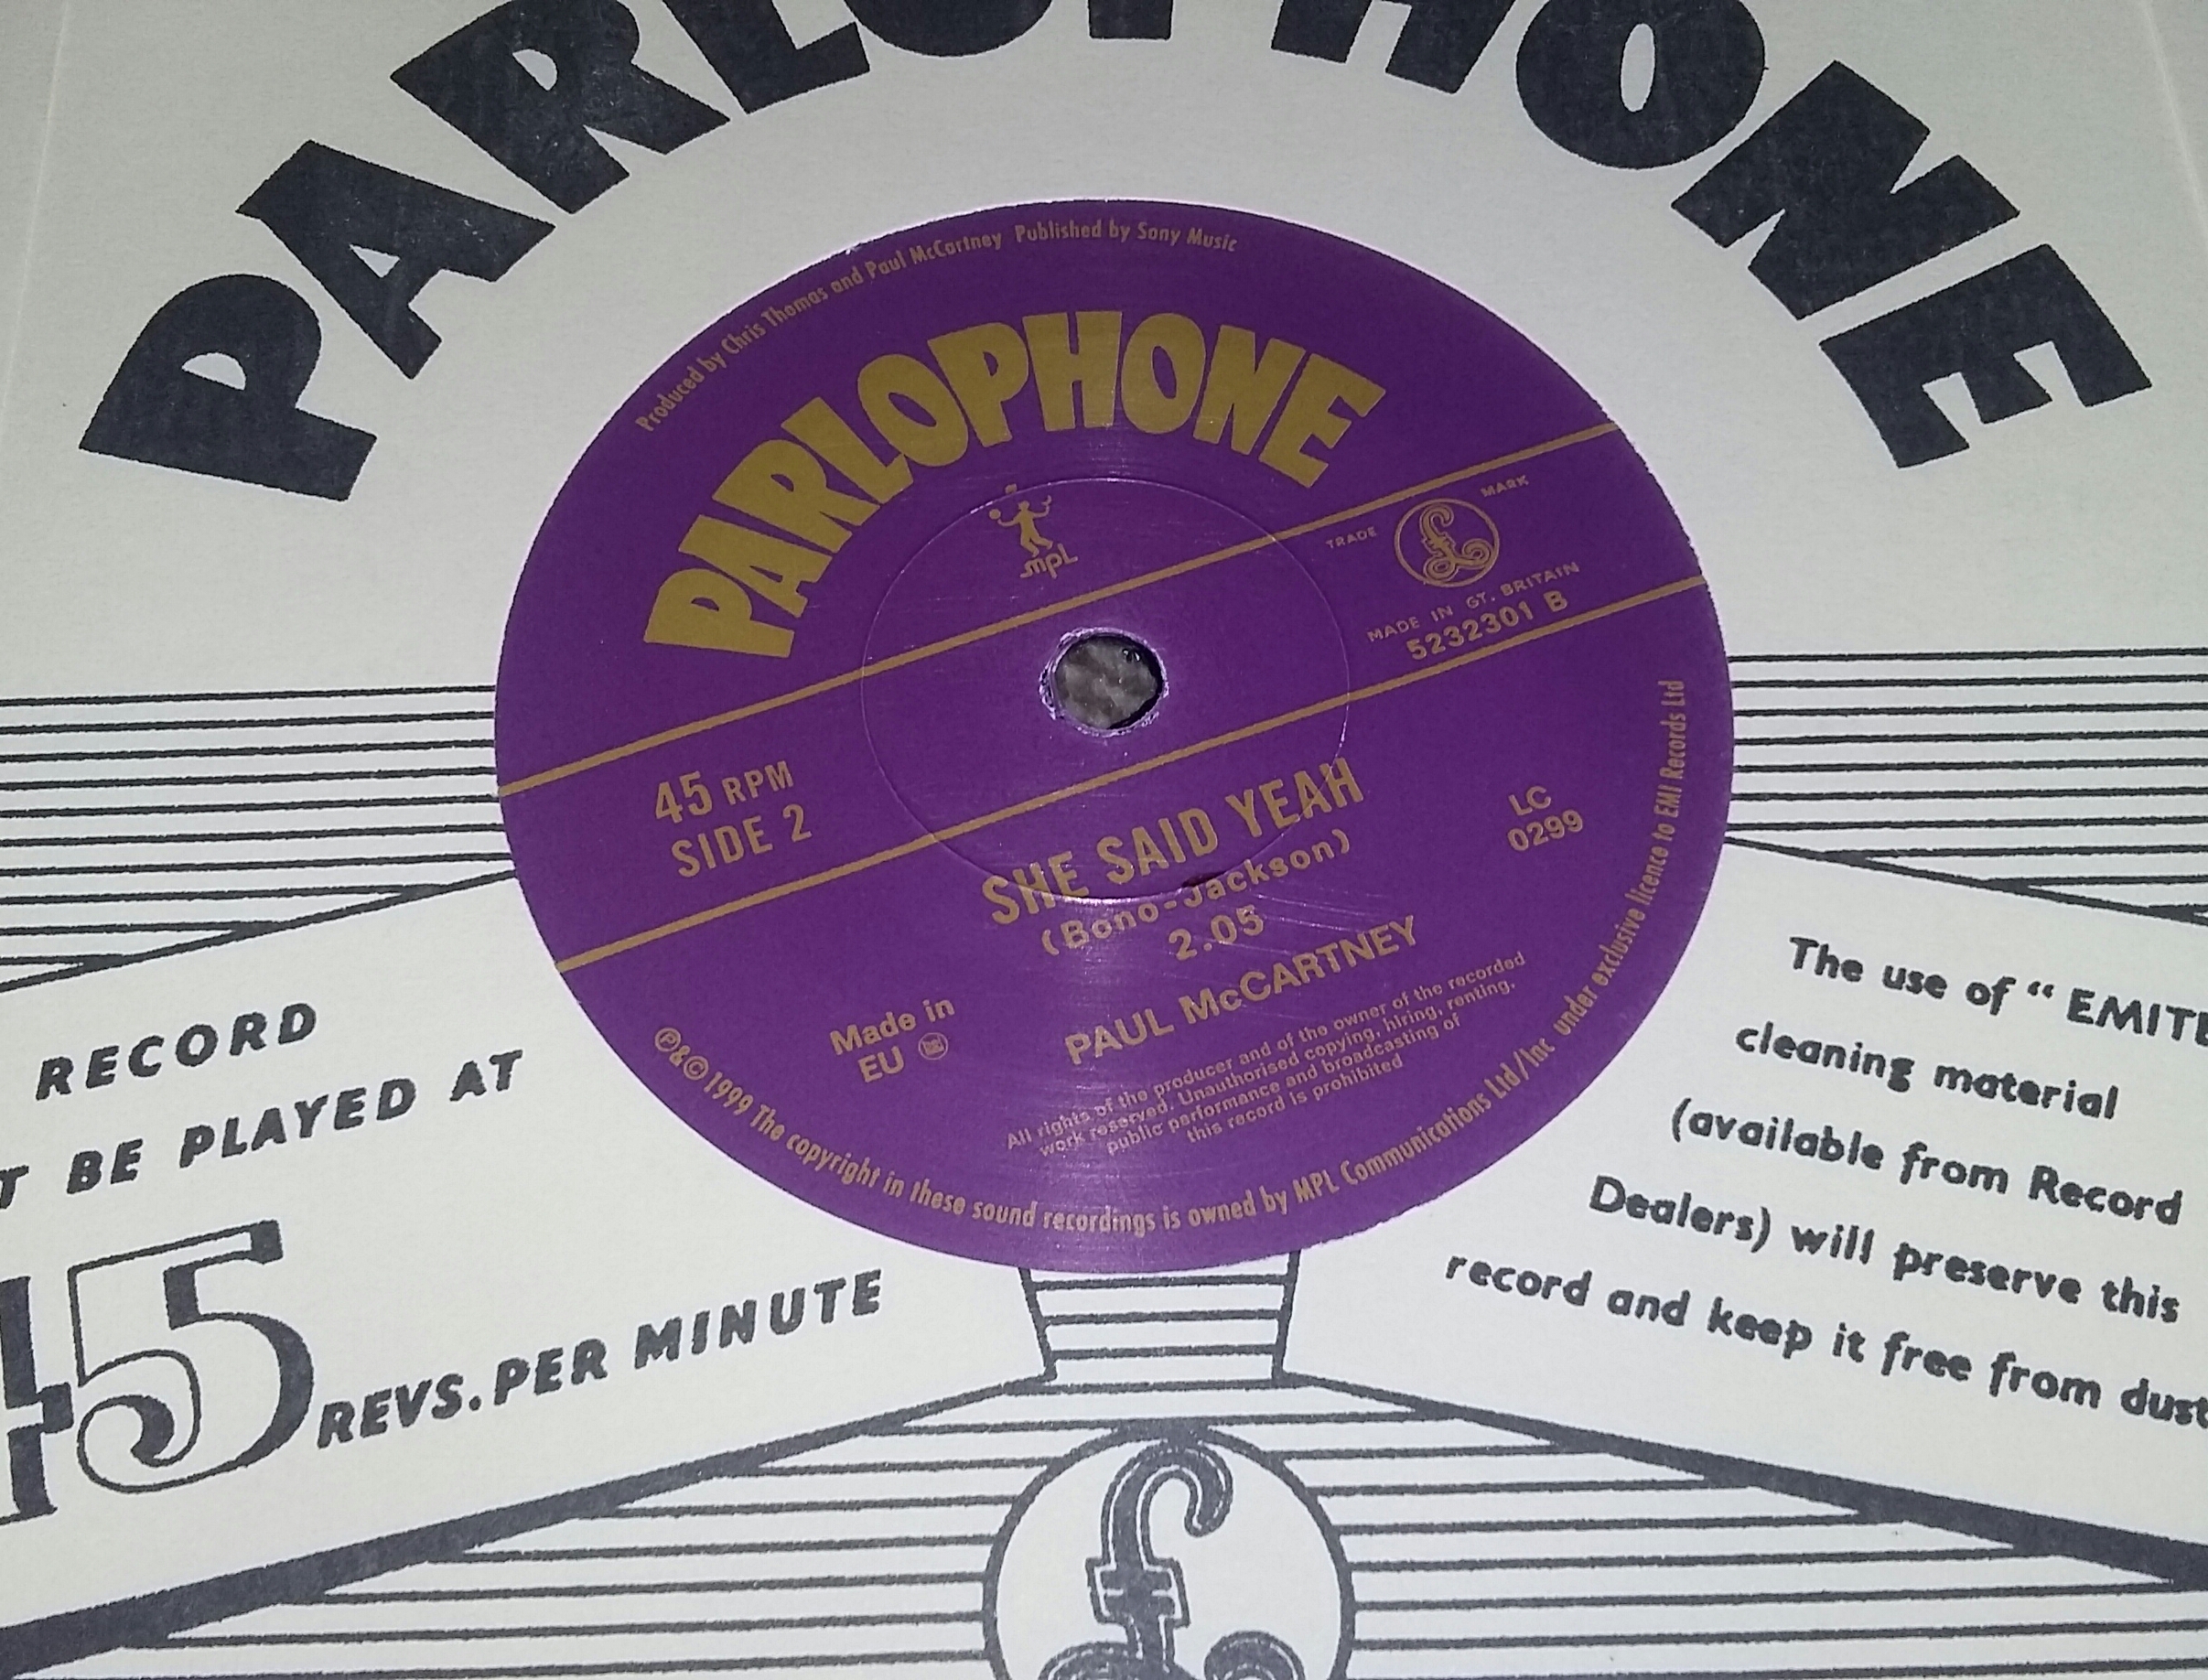 PARLOPHONE
Produced by Chris Thomas and Paul McCartney Published by Sony Music
PARLOPHONE
mpl
TRADE MARK
£
MADE IN GT. BRITAIN
5232301 B
45 RPM
SIDE 2
SHE SAID YEAH
(Bono-Jackson)
2.05
PAUL McCARTNEY
LC
0299
Made in
EU
All rights of the producer and of the owner of the recorded
work reserved. Unauthorised copying, hiring, renting,
public performance and broadcasting of
this record is prohibited
℗&© 1999 The copyright in these sound recordings is owned by MPL Communications Ltd/Inc under exclusive licence to EMI Records Ltd
RECORD
T BE PLAYED AT
45 REVS. PER MINUTE
The use of “ EMIT
cleaning material
(available from Record
Dealers) will preserve this
record and keep it free from dust
£